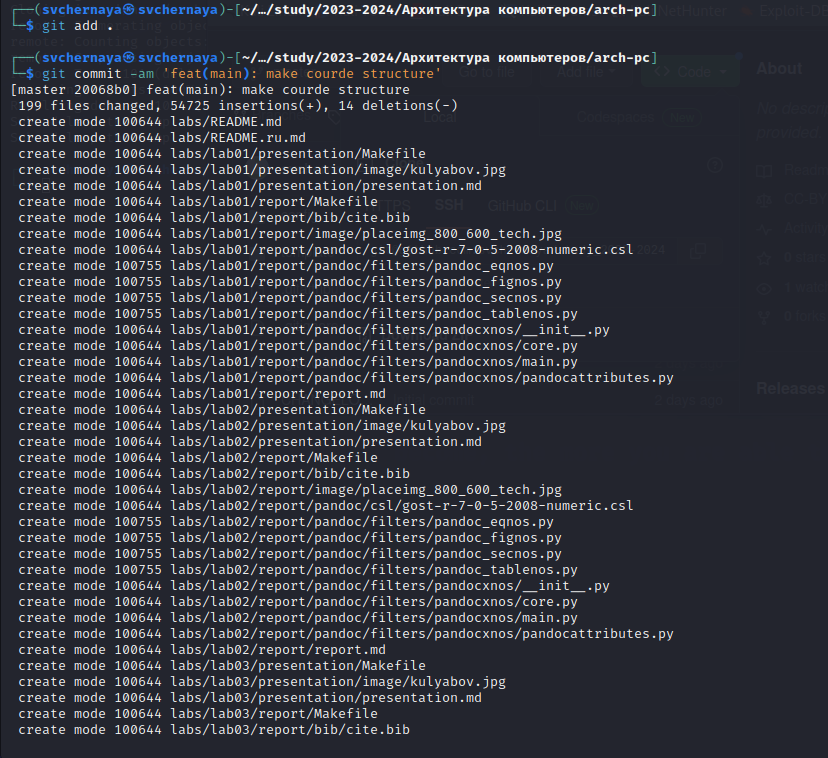 ┌──(svchernaya㉿svchernaya)-[~/…/study/2023-2024/Архитектура компьютеров/arch-pc]
└─$ git add .
┌──(svchernaya㉿svchernaya)-[~/…/study/2023-2024/Архитектура компьютеров/arch-pc]
└─$ git commit -am 'feat(main): make courde structure'
[master 20068b0] feat(main): make courde structure
199 files changed, 54725 insertions(+), 14 deletions(-)
create mode 100644 labs/README.md
create mode 100644 labs/README.ru.md
create mode 100644 labs/lab01/presentation/Makefile
create mode 100644 labs/lab01/presentation/image/kulyabov.jpg
create mode 100644 labs/lab01/presentation/presentation.md
create mode 100644 labs/lab01/report/Makefile
create mode 100644 labs/lab01/report/bib/cite.bib
create mode 100644 labs/lab01/report/image/placeimg_800_600_tech.jpg
create mode 100644 labs/lab01/report/pandoc/csl/gost-r-7-0-5-2008-numeric.csl
create mode 100755 labs/lab01/report/pandoc/filters/pandoc_eqnos.py
create mode 100755 labs/lab01/report/pandoc/filters/pandoc_fignos.py
create mode 100755 labs/lab01/report/pandoc/filters/pandoc_secnos.py
create mode 100755 labs/lab01/report/pandoc/filters/pandoc_tablenos.py
create mode 100644 labs/lab01/report/pandoc/filters/pandocxnos/__init__.py
create mode 100644 labs/lab01/report/pandoc/filters/pandocxnos/core.py
create mode 100644 labs/lab01/report/pandoc/filters/pandocxnos/main.py
create mode 100644 labs/lab01/report/pandoc/filters/pandocxnos/pandocattributes.py
create mode 100644 labs/lab01/report/report.md
create mode 100644 labs/lab02/presentation/Makefile
create mode 100644 labs/lab02/presentation/image/kulyabov.jpg
create mode 100644 labs/lab02/presentation/presentation.md
create mode 100644 labs/lab02/report/Makefile
create mode 100644 labs/lab02/report/bib/cite.bib
create mode 100644 labs/lab02/report/image/placeimg_800_600_tech.jpg
create mode 100644 labs/lab02/report/pandoc/csl/gost-r-7-0-5-2008-numeric.csl
create mode 100755 labs/lab02/report/pandoc/filters/pandoc_eqnos.py
create mode 100755 labs/lab02/report/pandoc/filters/pandoc_fignos.py
create mode 100755 labs/lab02/report/pandoc/filters/pandoc_secnos.py
create mode 100755 labs/lab02/report/pandoc/filters/pandoc_tablenos.py
create mode 100644 labs/lab02/report/pandoc/filters/pandocxnos/__init__.py
create mode 100644 labs/lab02/report/pandoc/filters/pandocxnos/core.py
create mode 100644 labs/lab02/report/pandoc/filters/pandocxnos/main.py
create mode 100644 labs/lab02/report/pandoc/filters/pandocxnos/pandocattributes.py
create mode 100644 labs/lab02/report/report.md
create mode 100644 labs/lab03/presentation/Makefile
create mode 100644 labs/lab03/presentation/image/kulyabov.jpg
create mode 100644 labs/lab03/presentation/presentation.md
create mode 100644 labs/lab03/report/Makefile
create mode 100644 labs/lab03/report/bib/cite.bib
NetHunter
Go to file
Add file
Code
About
Local
SSH
GitHub CLI
2 days ago
Releases